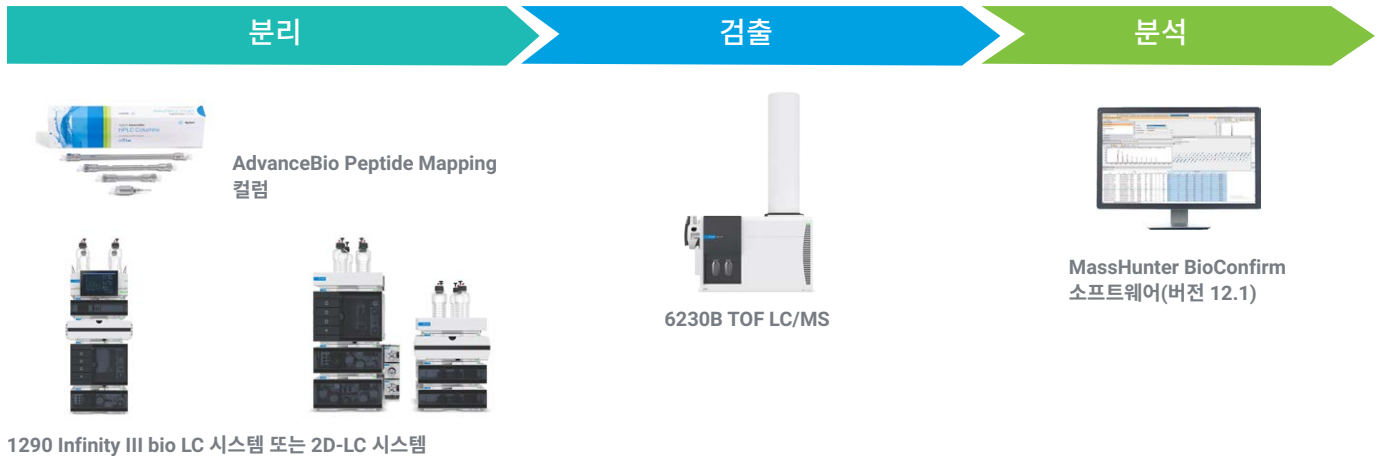 분리
검출
분석
HPLC Columns
AdvanceBio Peptide Mapping
컬럼
1290 Infinity III bio LC 시스템 또는 2D-LC 시스템
6230B TOF LC/MS
MassHunter BioConfirm
소프트웨어(버전 12.1)